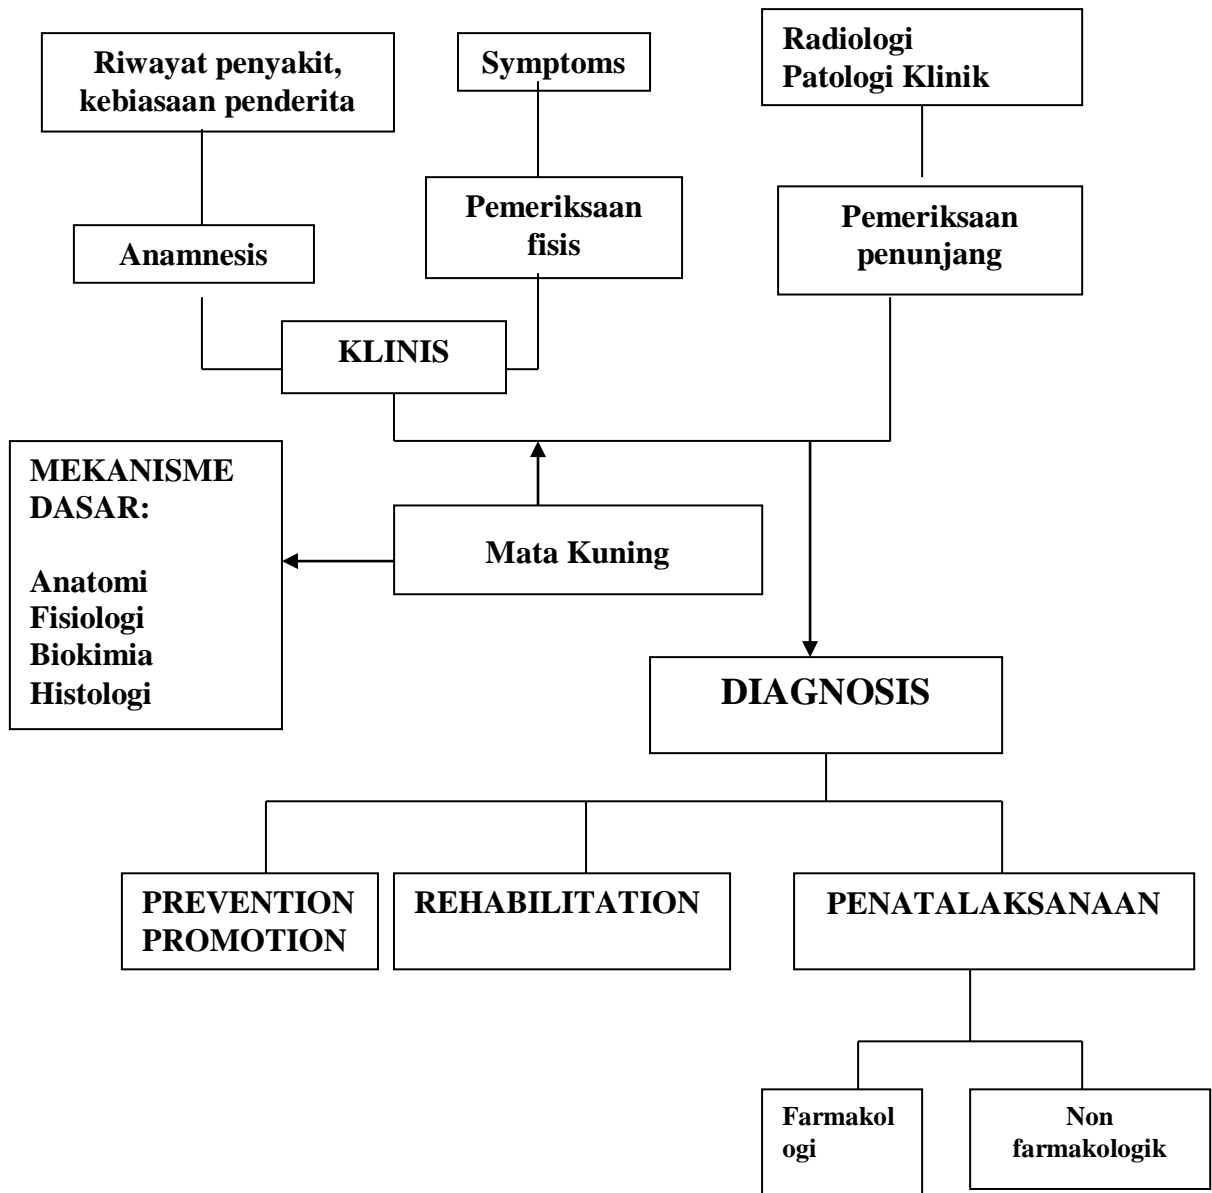 Riwayat penyakit,
kebiasaan penderita
Symptoms
Radiologi
Patologi Klinik
Anamnesis
Pemeriksaan
fisis
Pemeriksaan
penunjang
KLINIS
MEKANISME
DASAR:
Anatomi
Fisiologi
Biokimia
Histologi
Mata Kuning
DIAGNOSIS
PREVENTION
PROMOTION
REHABILITATION
PENATALAKSANAAN
Farmakol
ogi
Non
farmakologik